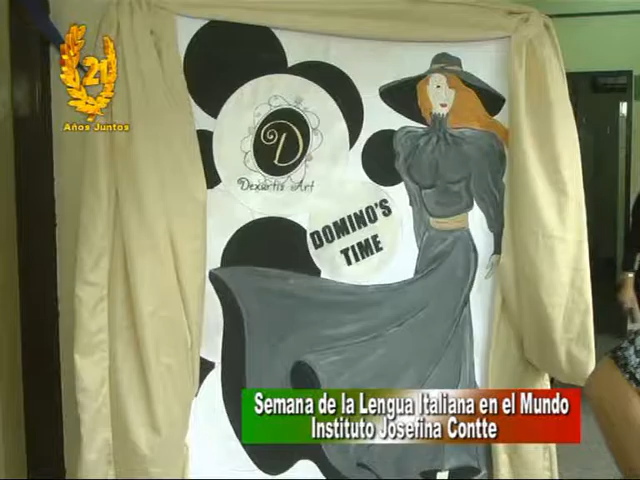 21
Años Juntos
D
Dexartis Art
DOMINO'S
TIME
Semana de la Lengua Italiana en el Mundo
Instituto Josefina Contte